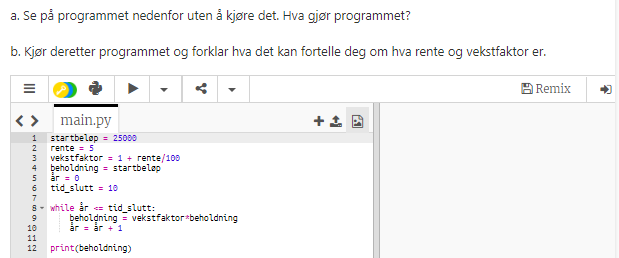 a. Se på programmet nedenfor uten å kjøre det. Hva gjør programmet?
b. Kjør deretter programmet og forklar hva det kan fortelle deg om hva rente og vekstfaktor er.
Remix
main.py
1 startbeløp = 25000
2 rente = 5
3 vekstfaktor = 1 + rente/100
4 beholdning = startbeløp
5 år = 0
6 tid_slutt = 10
7
8 while år <= tid_slutt:
9 beholdning = vekstfaktor*beholdning
10 år = år + 1
11
12 print(beholdning)